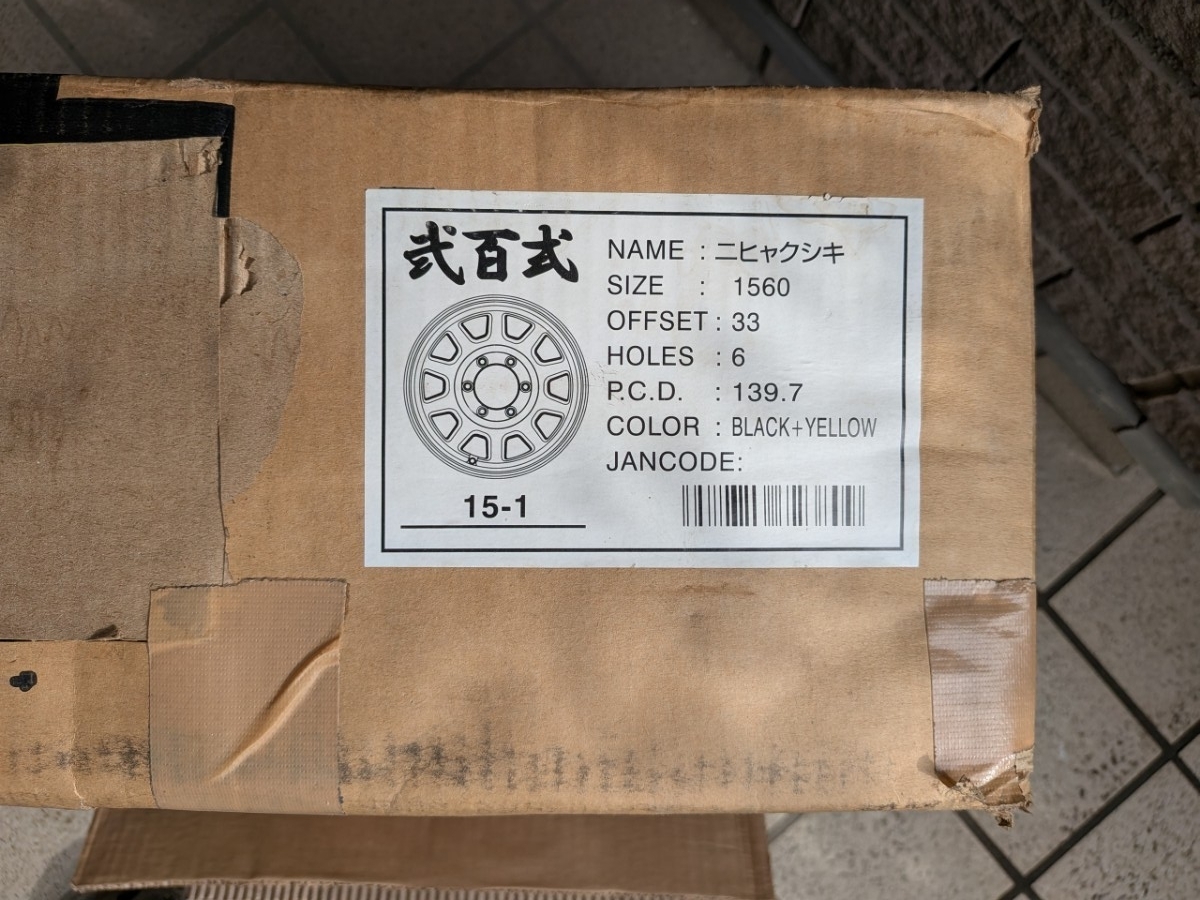 弐百式
NAME : ニヒャクシキ
SIZE : 1560
OFFSET : 33
HOLES : 6
P.C.D. : 139.7
COLOR : BLACK+YELLOW
JANCODE:
15-1